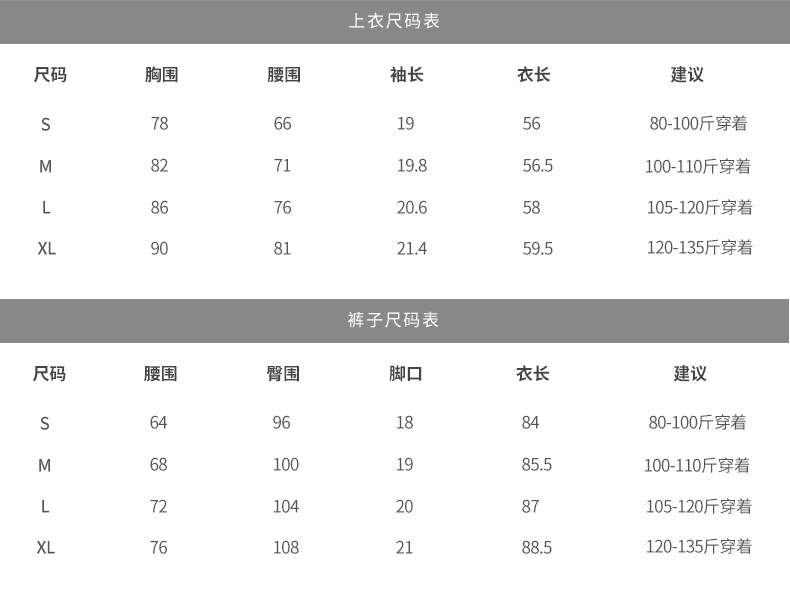 上衣尺码表
尺码 胸围 腰围 袖长 衣长 建议
S 78 66 19 56 80-100斤穿着
M 82 71 19.8 56.5 100-110斤穿着
L 86 76 20.6 58 105-120斤穿着
XL 90 81 21.4 59.5 120-135斤穿着
裤子尺码表
尺码 腰围 臀围 脚口 衣长 建议
S 64 96 18 84 80-100斤穿着
M 68 100 19 85.5 100-110斤穿着
L 72 104 20 87 105-120斤穿着
XL 76 108 21 88.5 120-135斤穿着